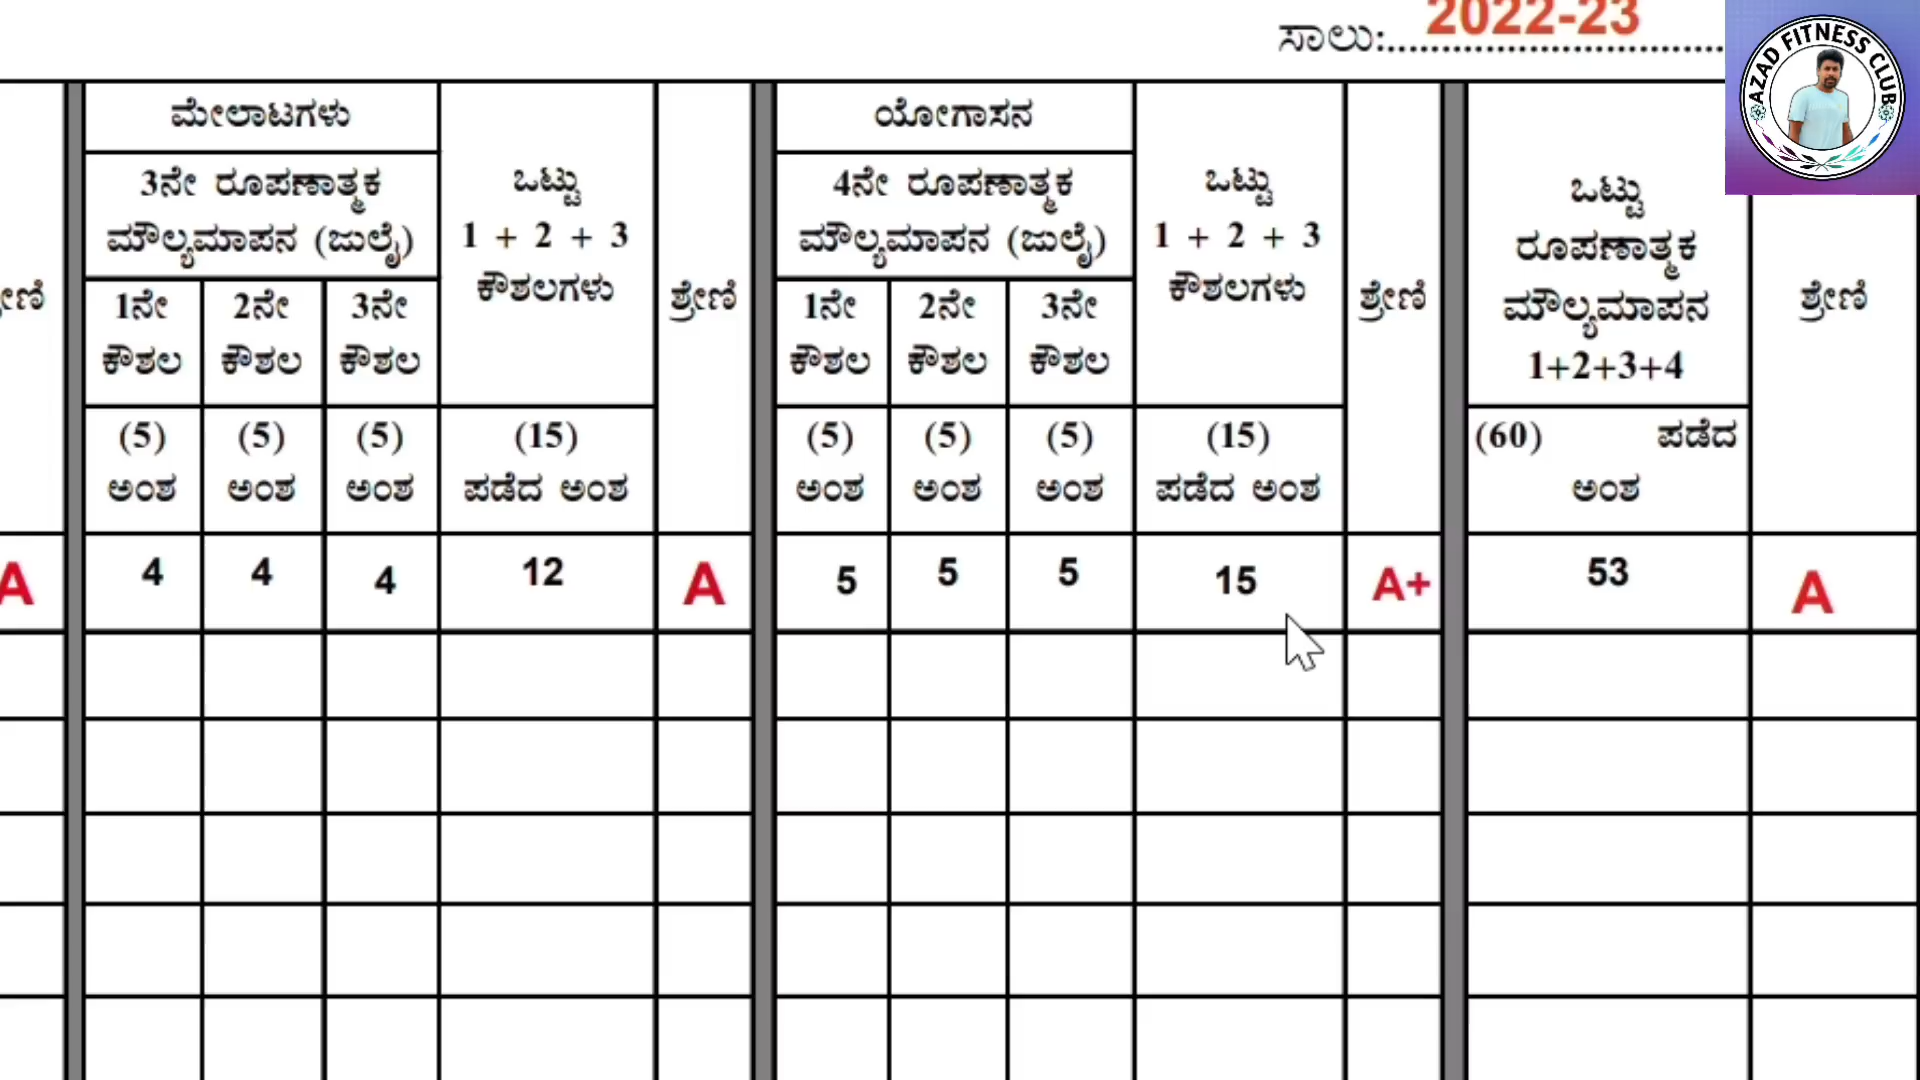 ಸಾಲು:..............................
2022-23
AZAD FITNESS CLUB
ಮೇಲಾಟಗಳು
3ನೇ ರೂಪಣಾತ್ಮಕ
ಮೌಲ್ಯಮಾಪನ (ಜುಲೈ)
1ನೇ
ಕೌಶಲ
2ನೇ
ಕೌಶಲ
3ನೇ
ಕೌಶಲ
ಒಟ್ಟು
1 + 2 + 3
ಕೌಶಲಗಳು
ಶ್ರೇಣಿ
ಯೋಗಾಸನ
4ನೇ ರೂಪಣಾತ್ಮಕ
ಮೌಲ್ಯಮಾಪನ (ಜುಲೈ)
1ನೇ
ಕೌಶಲ
2ನೇ
ಕೌಶಲ
3ನೇ
ಕೌಶಲ
ಒಟ್ಟು
1 + 2 + 3
ಕೌಶಲಗಳು
ಶ್ರೇಣಿ
ಒಟ್ಟು
ರೂಪಣಾತ್ಮಕ
ಮೌಲ್ಯಮಾಪನ
1+2+3+4
ಶ್ರೇಣಿ
(5)
ಅಂಶ
(5)
ಅಂಶ
(5)
ಅಂಶ
(15)
ಪಡೆದ ಅಂಶ
(5)
ಅಂಶ
(5)
ಅಂಶ
(5)
ಅಂಶ
(15)
ಪಡೆದ ಅಂಶ
(60) ಪಡೆದ
ಅಂಶ
A 4 4 4 12 A 5 5 5 15 A+ 53 A